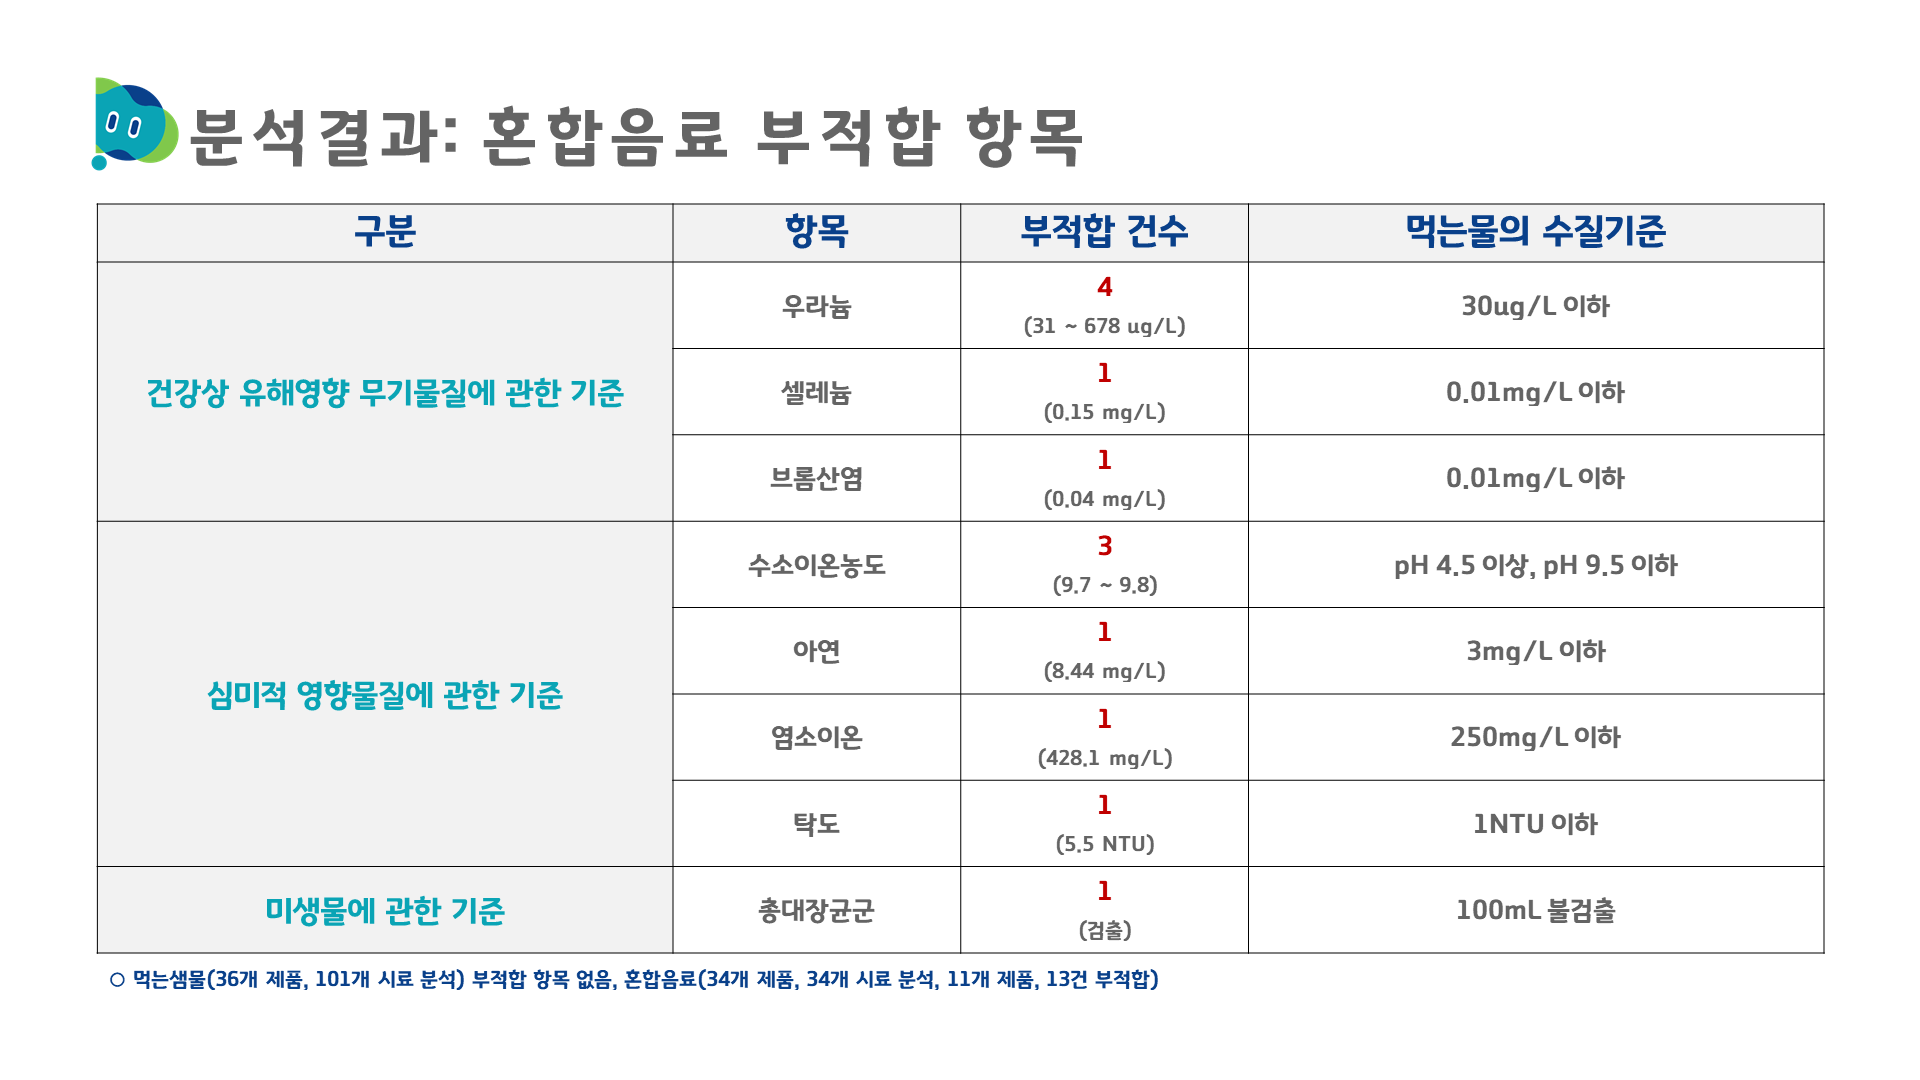 분석결과: 혼합음료 부적합 항목
구분 항목 부적합 건수 먹는물의 수질기준
건강상 유해영향 무기물질에 관한 기준
우라늄
4
(31 ~ 678 ug/L)
30ug/L 이하
셀레늄
1
(0.15 mg/L)
0.01mg/L 이하
브롬산염
1
(0.04 mg/L)
0.01mg/L 이하
심미적 영향물질에 관한 기준
수소이온농도
3
(9.7 ~ 9.8)
pH 4.5 이상, pH 9.5 이하
아연
1
(8.44 mg/L)
3mg/L 이하
염소이온
1
(428.1 mg/L)
250mg/L 이하
탁도
1
(5.5 NTU)
1NTU 이하
미생물에 관한 기준
총대장균군
1
(검출)
100mL 불검출
○ 먹는샘물(36개 제품, 101개 시료 분석) 부적합 항목 없음, 혼합음료(34개 제품, 34개 시료 분석, 11개 제품, 13건 부적합)